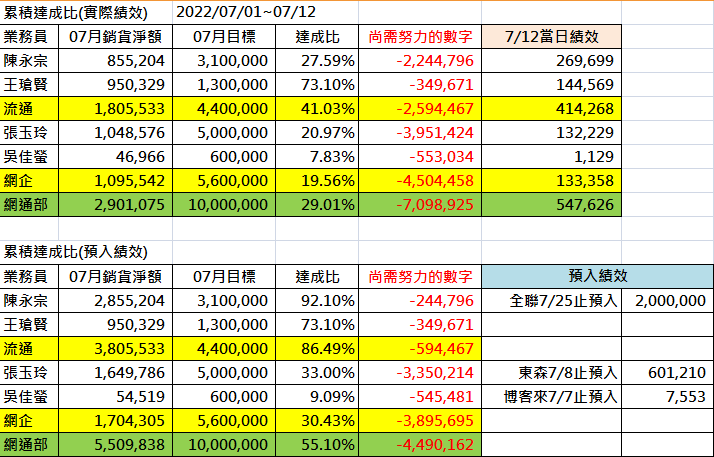 累積達成比(實際績效) 2022/07/01~07/12
業務員 07月銷貨淨額 07月目標 達成比 尚需努力的數字 7/12當日績效
陳永宗 855,204 3,100,000 27.59% -2,244,796 269,699
王瑲賢 950,329 1,300,000 73.10% -349,671 144,569
流通 1,805,533 4,400,000 41.03% -2,594,467 414,268
張玉玲 1,048,576 5,000,000 20.97% -3,951,424 132,229
吳佳螢 46,966 600,000 7.83% -553,034 1,129
網企 1,095,542 5,600,000 19.56% -4,504,458 133,358
網通部 2,901,075 10,000,000 29.01% -7,098,925 547,626
累積達成比(預入績效)
業務員 07月銷貨淨額 07月目標 達成比 尚需努力的數字 預入績效
陳永宗 2,855,204 3,100,000 92.10% -244,796 全聯7/25止預入 2,000,000
王瑲賢 950,329 1,300,000 73.10% -349,671
流通 3,805,533 4,400,000 86.49% -594,467
張玉玲 1,649,786 5,000,000 33.00% -3,350,214 東森7/8止預入 601,210
吳佳螢 54,519 600,000 9.09% -545,481 博客來7/7止預入 7,553
網企 1,704,305 5,600,000 30.43% -3,895,695
網通部 5,509,838 10,000,000 55.10% -4,490,162